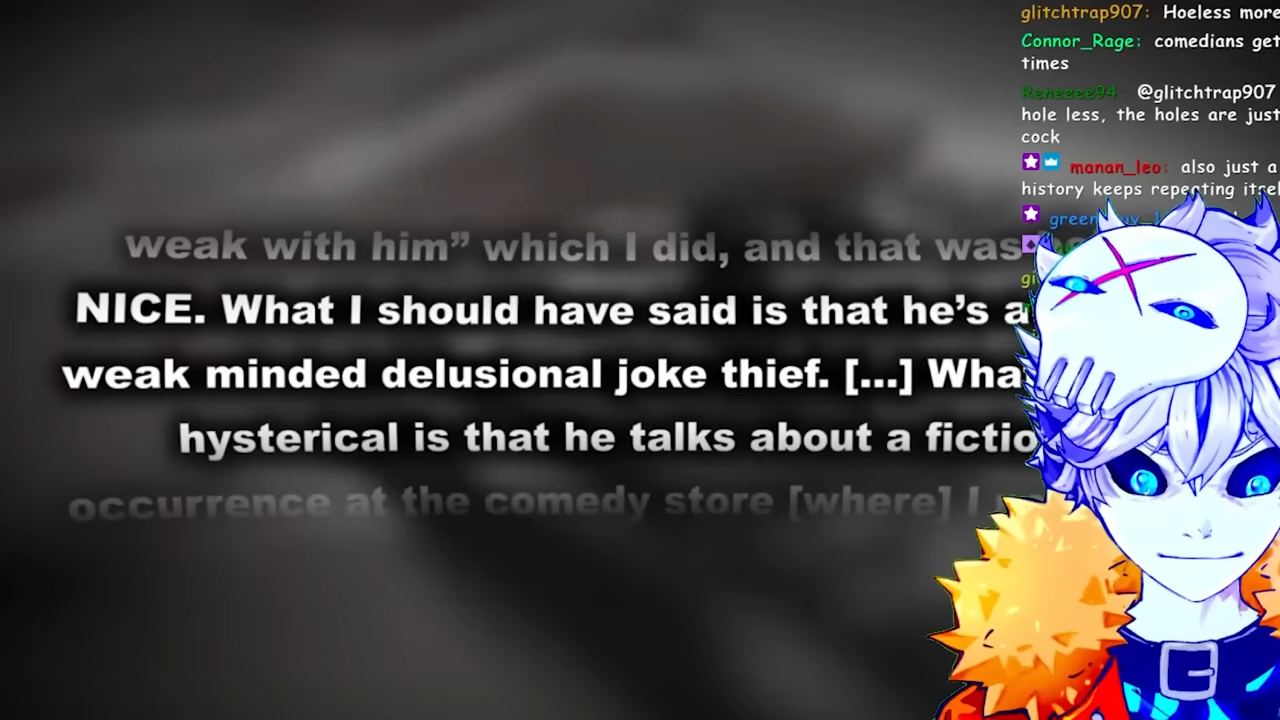 glitchtrap907: Hoeless more
Connor_Rage: comedians get
times
Reneeee94: @glitchtrap907
hole less, the holes are just
cock
manan_leo: also just a
history keeps repeating itsel
weak with him” which I did, and that was
NICE. What I should have said is that he’s a
weak minded delusional joke thief. [...] Wha
hysterical is that he talks about a fictio
occurrence at the comedy store [where] I